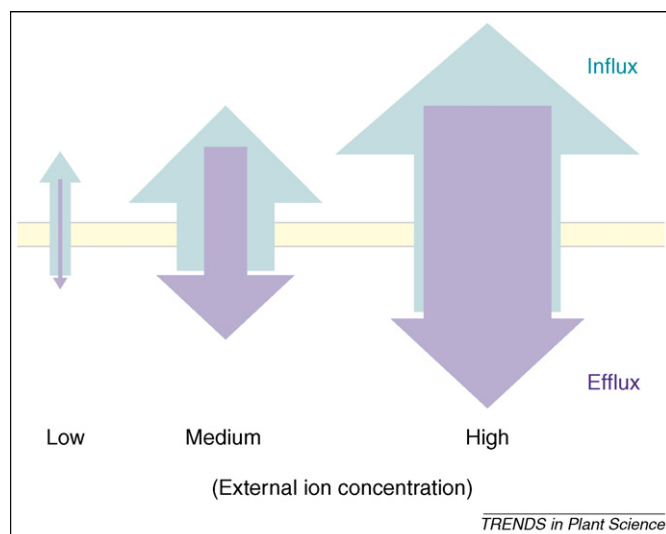 Influx
Efflux
Low Medium High
(External ion concentration)
TRENDS in Plant Science